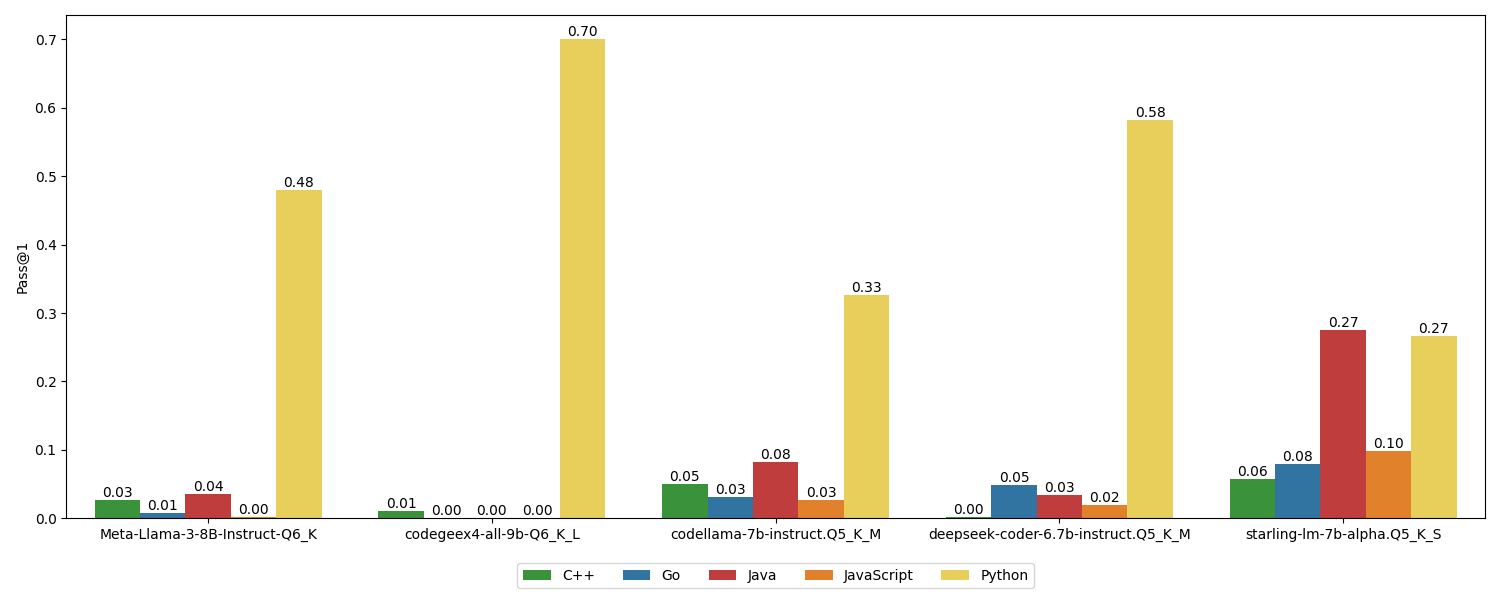 Pass@1
0.7
0.6
0.5
0.4
0.3
0.2
0.1
0.0
0.03 0.01 0.04 0.00 0.48
0.01 0.00 0.00 0.00 0.70
0.05 0.03 0.08 0.03 0.33
0.00 0.05 0.03 0.02 0.58
0.06 0.08 0.27 0.10 0.27
Meta-Llama-3-8B-Instruct-Q6_K codegeex4-all-9b-Q6_K_L codellama-7b-instruct.Q5_K_M deepseek-coder-6.7b-instruct.Q5_K_M starling-lm-7b-alpha.Q5_K_S
C++ Go Java JavaScript Python